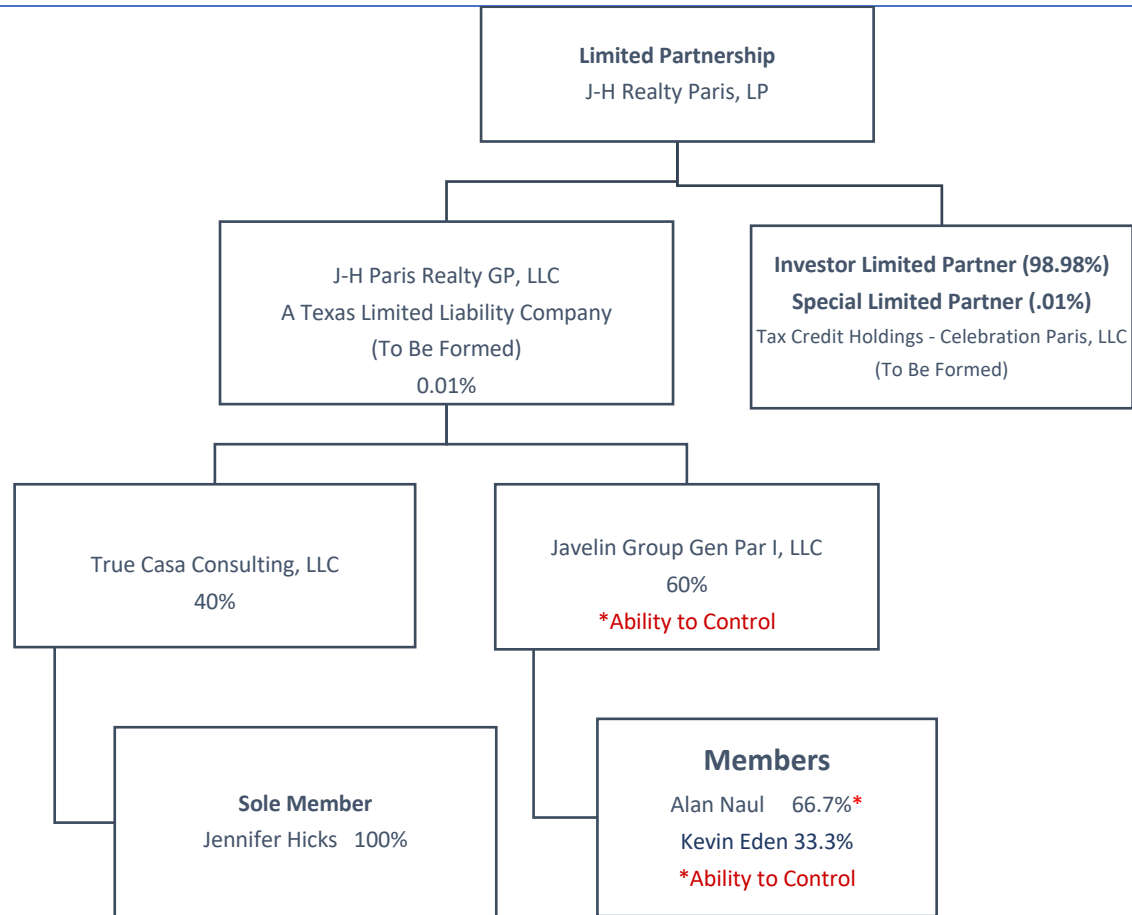 Limited Partnership
J-H Realty Paris, LP
J-H Paris Realty GP, LLC
A Texas Limited Liability Company
(To Be Formed)
0.01%
Investor Limited Partner (98.98%)
Special Limited Partner (.01%)
Tax Credit Holdings - Celebration Paris, LLC
(To Be Formed)
True Casa Consulting, LLC
40%
Javelin Group Gen Par I, LLC
60%
*Ability to Control
Sole Member
Jennifer Hicks 100%
Members
Alan Naul 66.7%*
Kevin Eden 33.3%
*Ability to Control